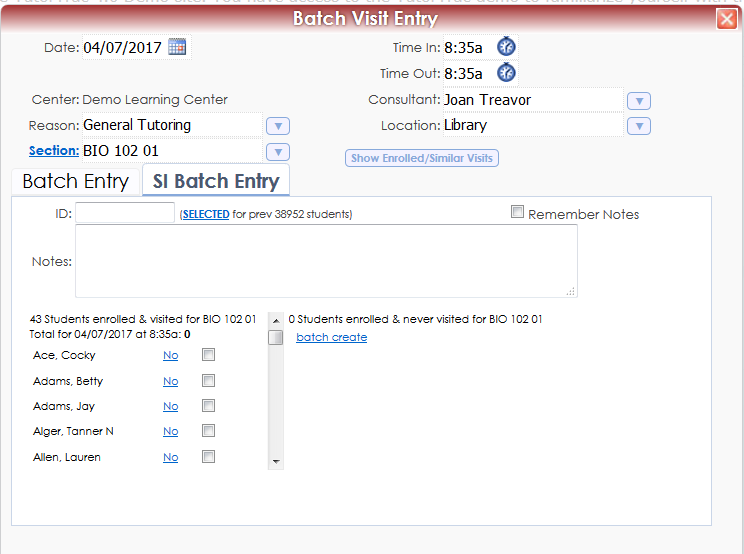 Batch Visit Entry
Date: 04/07/2017
Time In: 8:35a
Time Out: 8:35a
Center: Demo Learning Center
Consultant: Joan Treavor
Reason: General Tutoring
Location: Library
Section: BIO 102 01
Show Enrolled/Similar Visits
Batch Entry
SI Batch Entry
ID:
(SELECTED for prev 38952 students)
Remember Notes
Notes:
43 Students enrolled & visited for BIO 102 01
Total for 04/07/2017 at 8:35a: 0
Ace, Cocky No
Adams, Betty No
Adams, Jay No
Alger, Tanner N No
Allen, Lauren No
0 Students enrolled & never visited for BIO 102 01
batch create